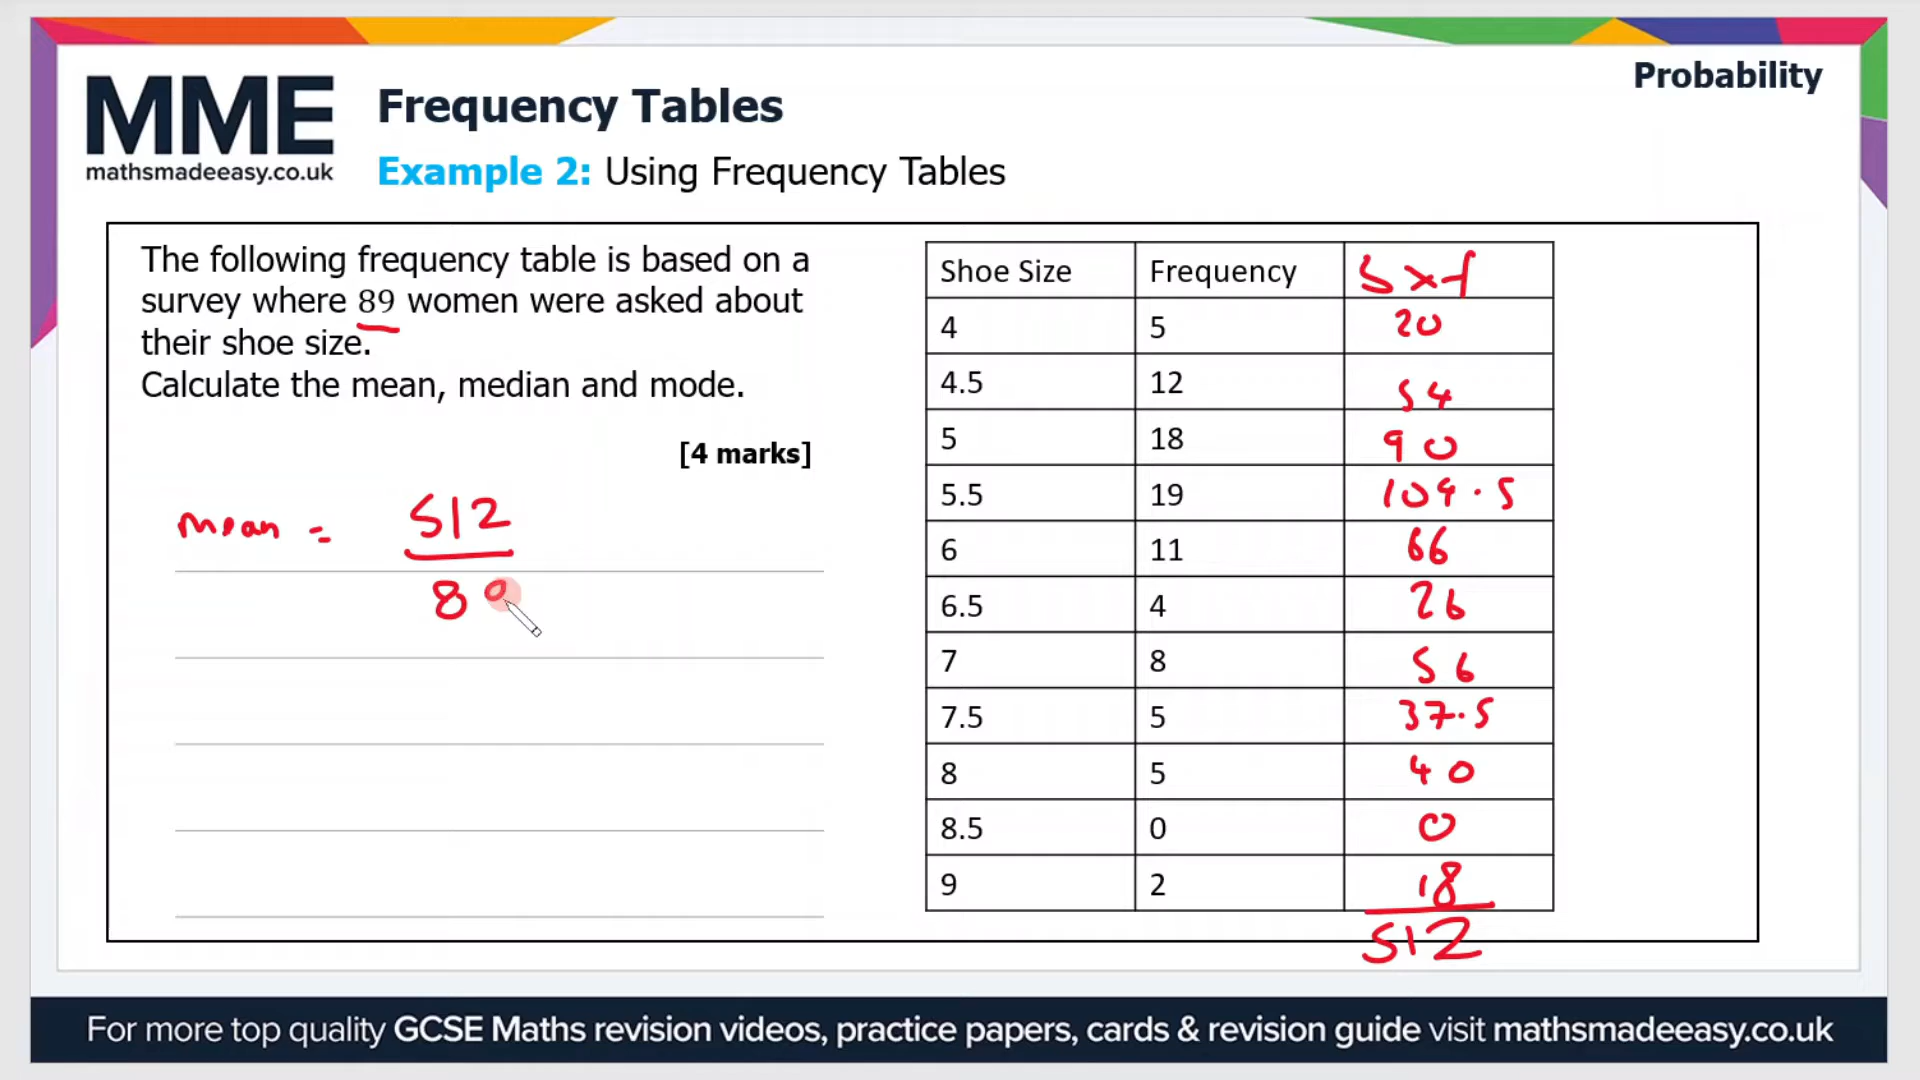 Probability
MME
mathsmadeeasy.co.uk
Frequency Tables
Example 2: Using Frequency Tables
The following frequency table is based on a
survey where 89 women were asked about
their shoe size.
Calculate the mean, median and mode.
[4 marks]
mean = 512
89
Shoe Size Frequency S x f
4 5 20
4.5 12 54
5 18 90
5.5 19 104.5
6 11 66
6.5 4 26
7 8 56
7.5 5 37.5
8 5 40
8.5 0 0
9 2 18
512
For more top quality GCSE Maths revision videos, practice papers, cards & revision guide visit mathsmadeeasy.co.uk